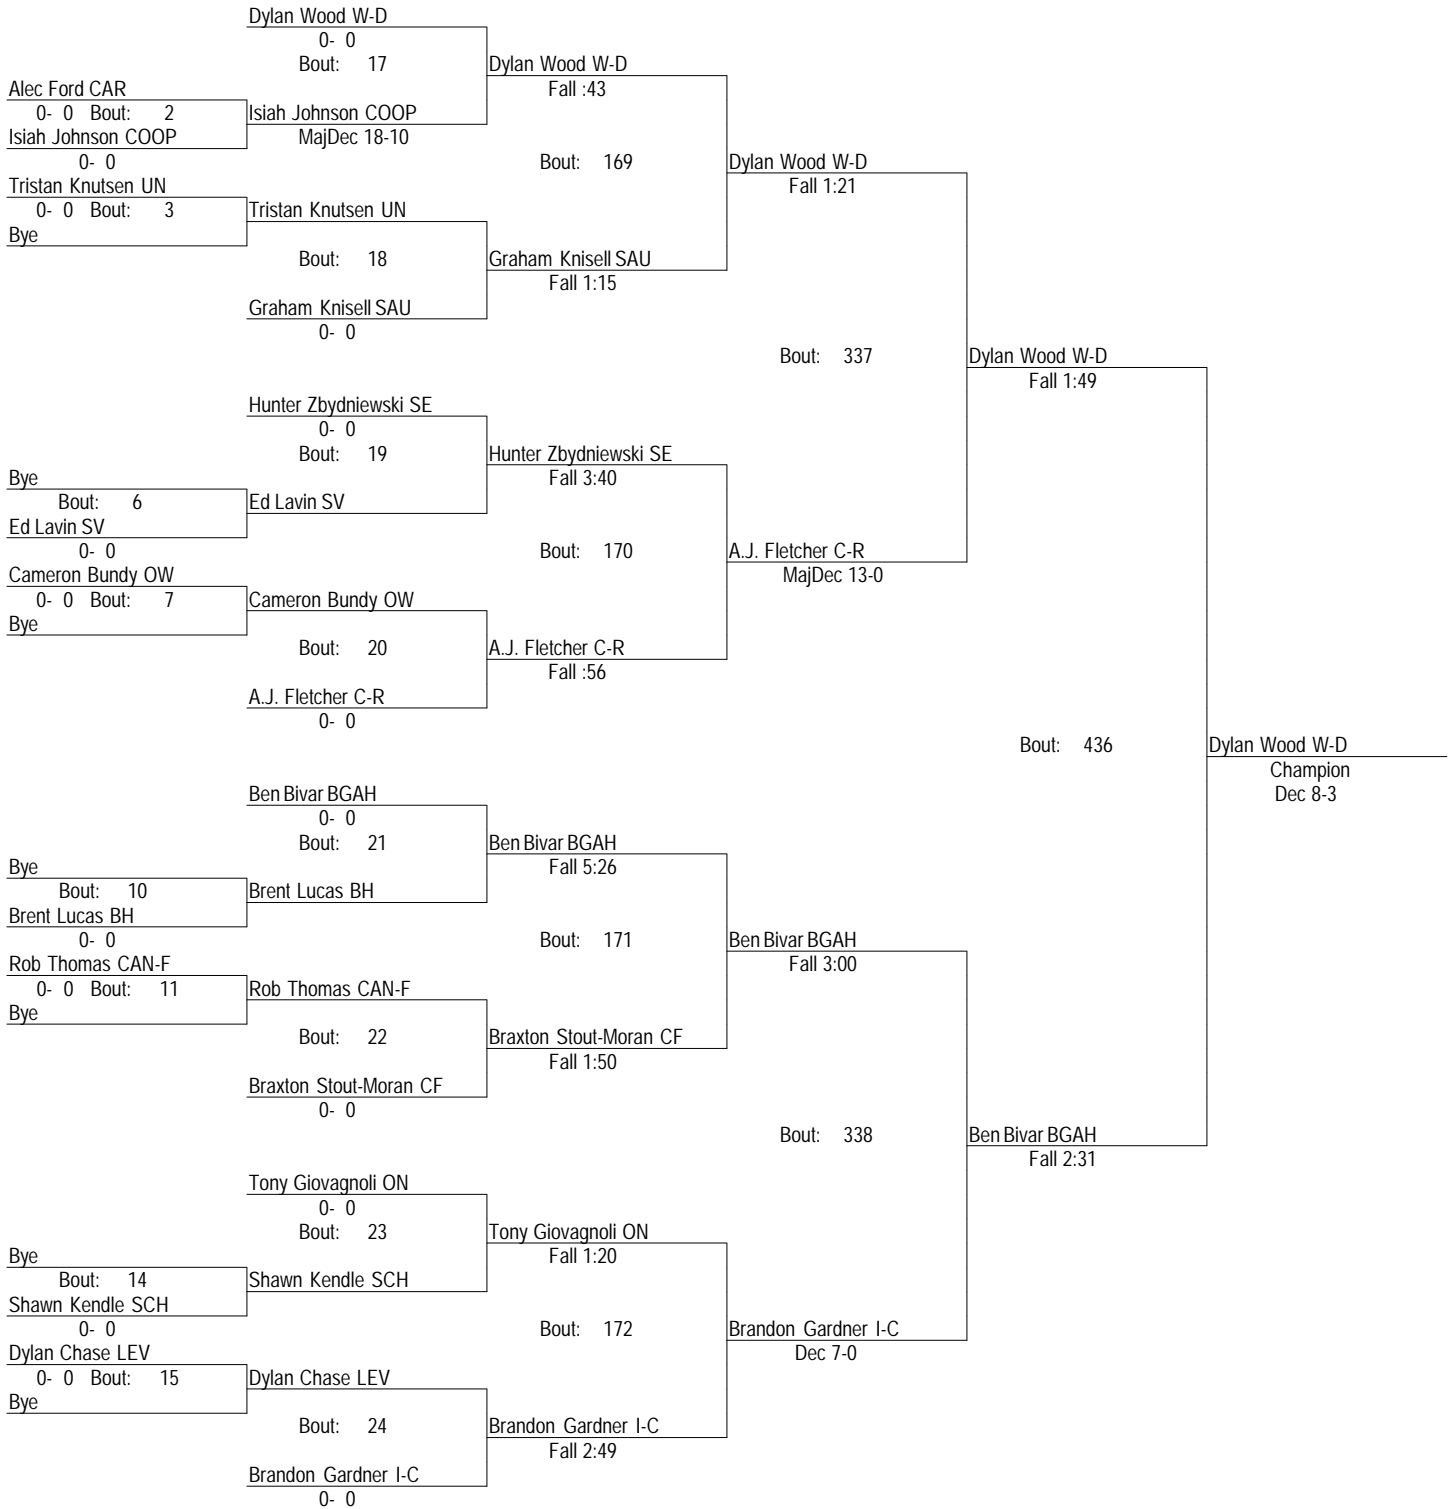 Dylan Wood W-D
0- 0
Bout: 17
Dylan Wood W-D
Fall :43
Alec Ford CAR
0- 0 Bout: 2
Isiah Johnson COOP
MajDec 18-10
Isiah Johnson COOP
0- 0
Bout: 169
Dylan Wood W-D
Fall 1:21
Tristan Knutsen UN
0- 0 Bout: 3
Tristan Knutsen UN
Bye
Bout: 18
Graham Knisell SAU
Fall 1:15
Graham Knisell SAU
0- 0
Bout: 337
Dylan Wood W-D
Fall 1:49
Hunter Zbydniewski SE
0- 0
Bout: 19
Hunter Zbydniewski SE
Fall 3:40
Bye
Bout: 6
Ed Lavin SV
Ed Lavin SV
0- 0
Bout: 170
A.J. Fletcher C-R
MajDec 13-0
Cameron Bundy OW
0- 0 Bout: 7
Cameron Bundy OW
Bye
Bout: 20
A.J. Fletcher C-R
Fall :56
A.J. Fletcher C-R
0- 0
Bout: 436
Dylan Wood W-D
Champion
Dec 8-3
Ben Bivar BGAH
0- 0
Bout: 21
Ben Bivar BGAH
Fall 5:26
Bye
Bout: 10
Brent Lucas BH
Brent Lucas BH
0- 0
Bout: 171
Ben Bivar BGAH
Fall 3:00
Rob Thomas CAN-F
0- 0 Bout: 11
Rob Thomas CAN-F
Bye
Bout: 22
Braxton Stout-Moran CF
Fall 1:50
Braxton Stout-Moran CF
0- 0
Bout: 338
Ben Bivar BGAH
Fall 2:31
Tony Giovagnoli ON
0- 0
Bout: 23
Tony Giovagnoli ON
Fall 1:20
Bye
Bout: 14
Shawn Kendle SCH
Shawn Kendle SCH
0- 0
Bout: 172
Brandon Gardner I-C
Dec 7-0
Dylan Chase LEV
0- 0 Bout: 15
Dylan Chase LEV
Bye
Bout: 24
Brandon Gardner I-C
Fall 2:49
Brandon Gardner I-C
0- 0